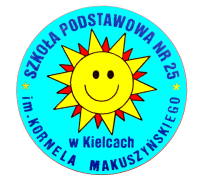 SZKOŁA PODSTAWOWA NR 25
w Kielcach
im. KORNELA MAKUSZYŃSKIEGO